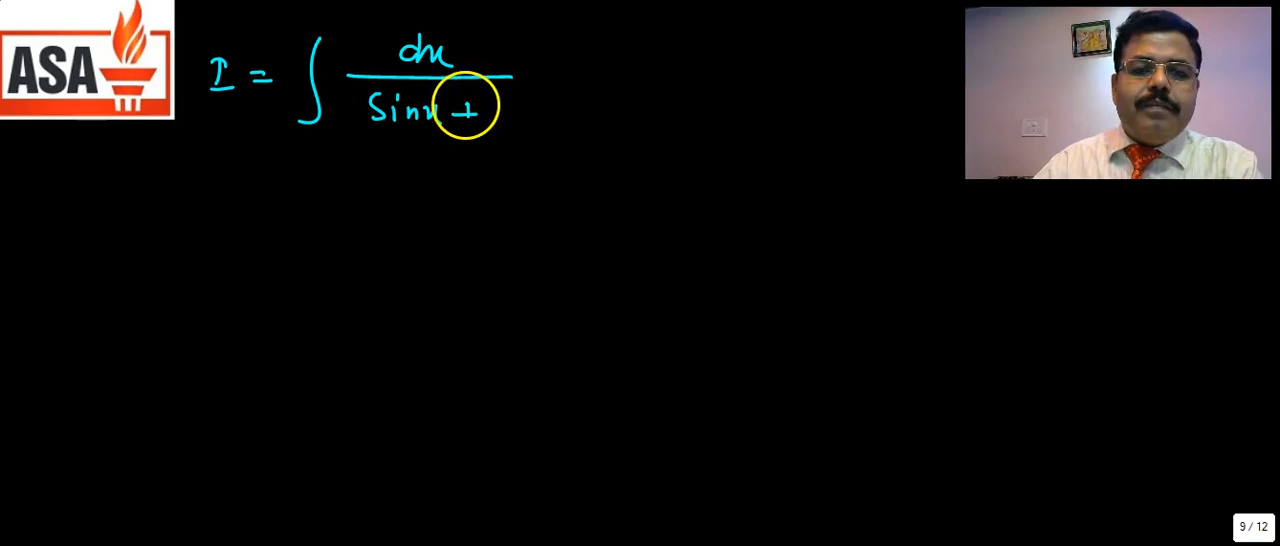 ASA
I = ∫ dx / Sinx +
9 / 12